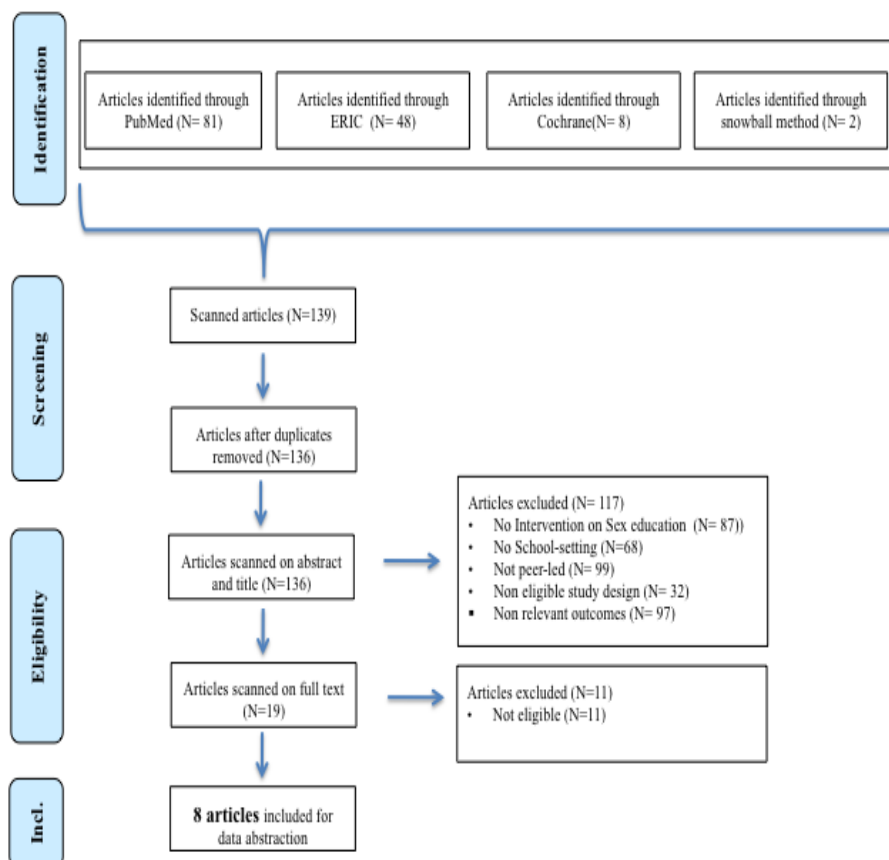 Identification
Articles identified through
PubMed (N= 81)
Articles identified through
ERIC (N= 48)
Articles identified through
Cochrane(N= 8)
Articles identified through
snowball method (N= 2)
Screening
Scanned articles (N=139)
Articles after duplicates
removed (N=136)
Eligibility
Articles scanned on abstract
and title (N=136)
Articles excluded (N= 117)
• No Intervention on Sex education (N= 87))
• No School-setting (N=68)
• Not peer-led (N= 99)
• Non eligible study design (N= 32)
▪ Non relevant outcomes (N= 97)
Articles scanned on full text
(N=19)
Articles excluded (N=11)
• Not eligible (N=11)
Incl.
8 articles included for
data abstraction